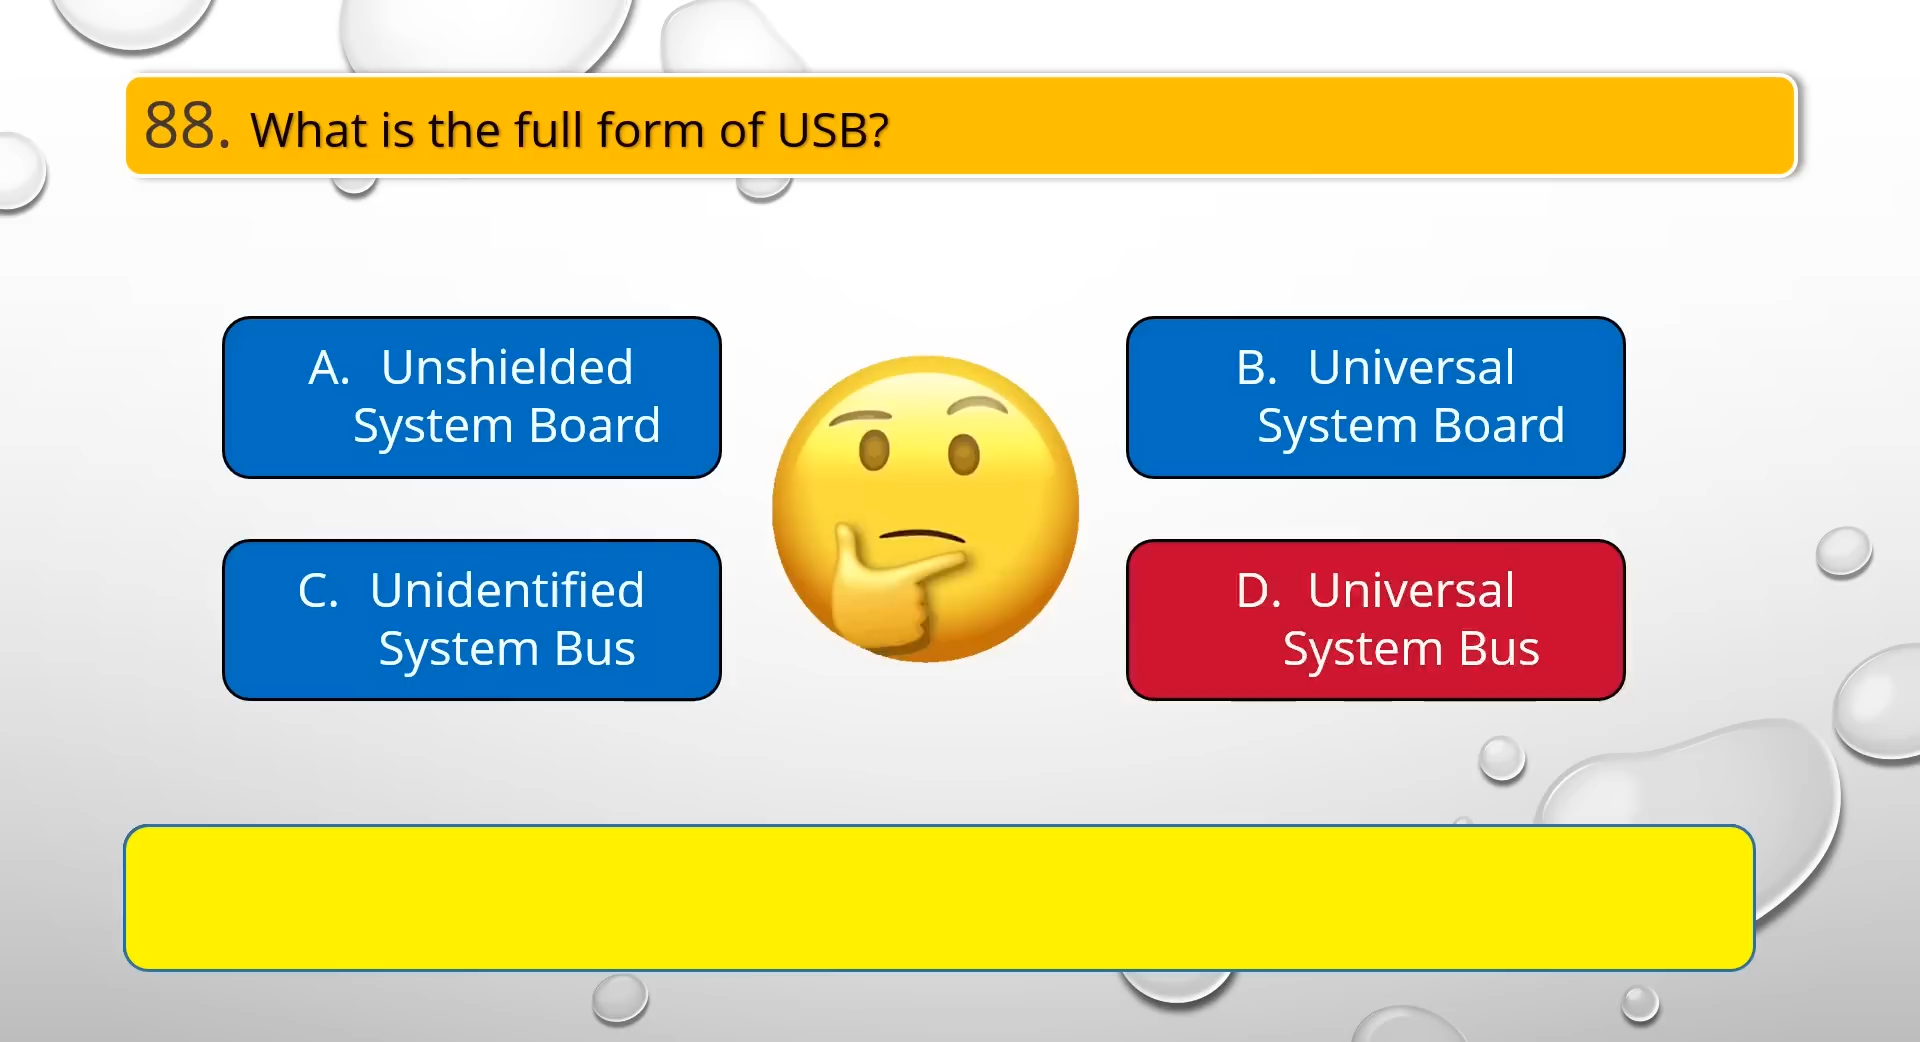 88. What is the full form of USB?
A. Unshielded
System Board
B. Universal
System Board
C. Unidentified
System Bus
D. Universal
System Bus